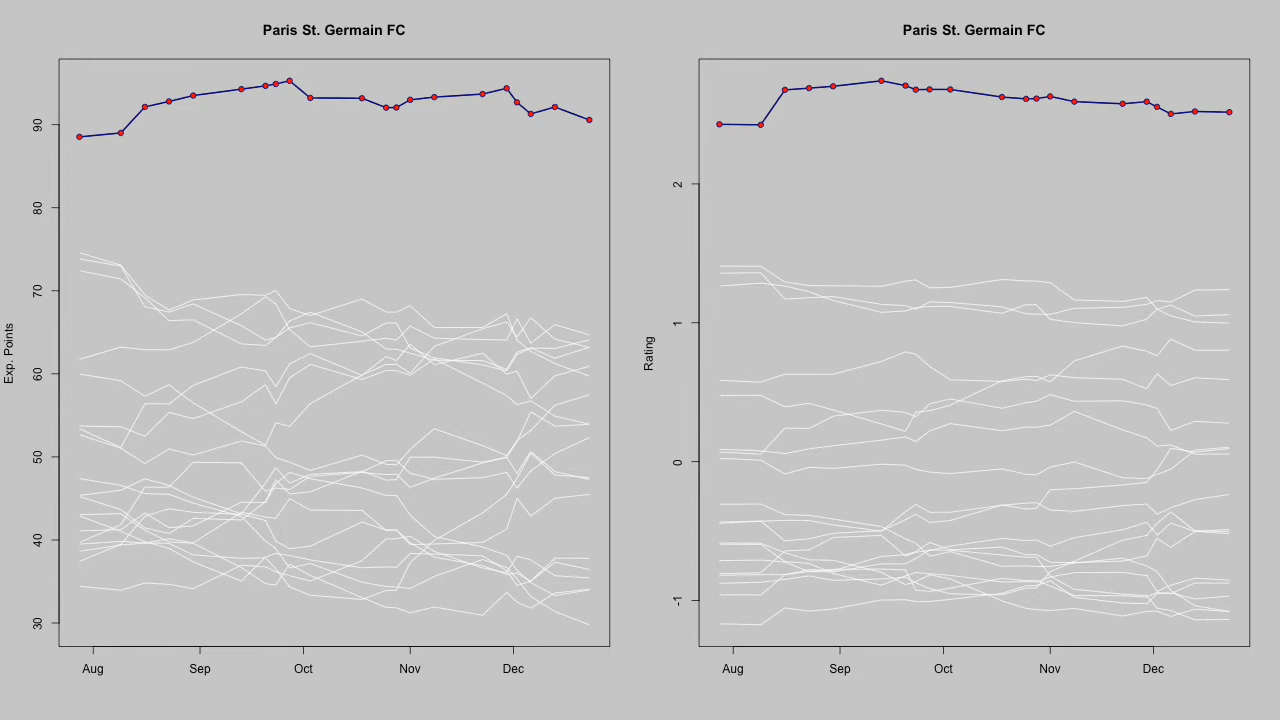 Paris St. Germain FC
Exp. Points
90
80
70
60
50
40
30
Aug Sep Oct Nov Dec
Paris St. Germain FC
Rating
2
1
0
-1
Aug Sep Oct Nov Dec